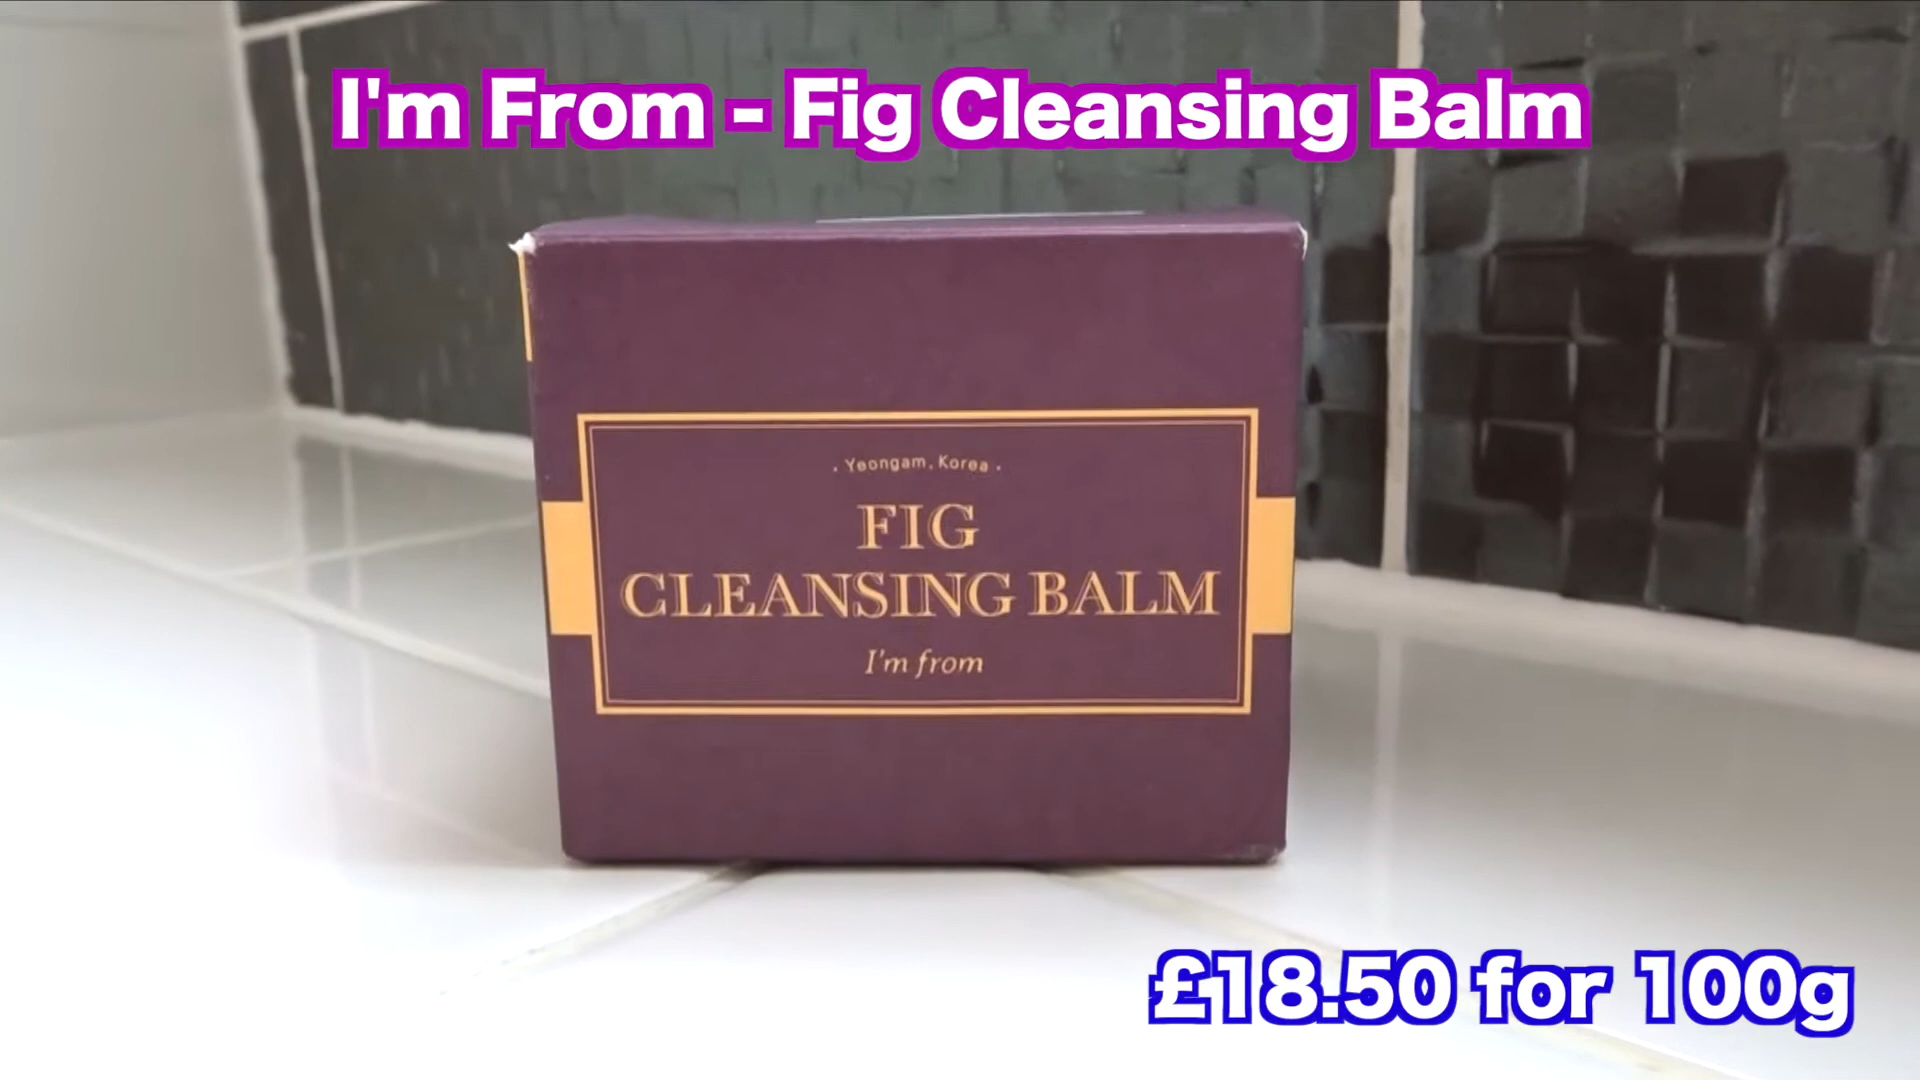 I'm From - Fig Cleansing Balm
. Yeongam, Korea .
FIG
CLEANSING BALM
I'm from
£18.50 for 100g